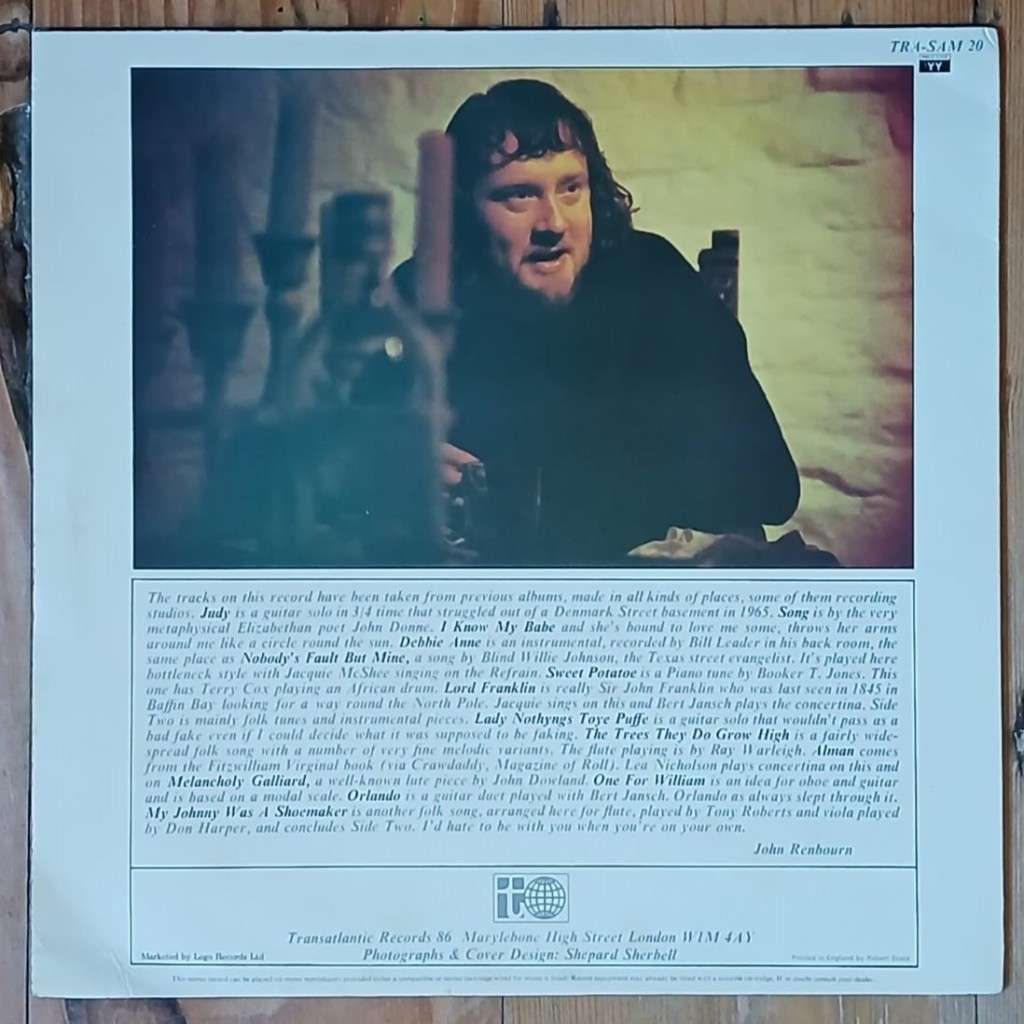 TRA-SAM 20
YY
The tracks on this record have been taken from previous albums, made in all kinds of places, some of them recording
studios. Judy is a guitar solo in 3/4 time that struggled out of a Denmark Street basement in 1965. Song is by the very
metaphysical Elizabethan poet John Donne. I Know My Babe and she's bound to love me some, throws her arms
around me like a circle round the sun. Debbie Anne is an instrumental, recorded by Bill Leader in his back room, the
same place as Nobody's Fault But Mine, a song by Blind Willie Johnson, the Texas street evangelist. It's played here
bottleneck style with Jacquie McShee singing on the Refrain. Sweet Potatoe is a Piano tune by Booker T. Jones. This
one has Terry Cox playing an African drum. Lord Franklin is really Sir John Franklin who was last seen in 1845 in
Baffin Bay looking for a way round the North Pole. Jacquie sings on this and Bert Jansch plays the concertina. Side
Two is mainly folk tunes and instrumental pieces. Lady Nothyngs Toye Puffe is a guitar solo that wouldn't pass as a
bad fake even if I could decide what it was supposed to be faking. The Trees They Do Grow High is a fairly wide-
spread folk song with a number of very fine melodic variants. The flute playing is by Ray Warleigh. Alman comes
from the Fitzwilliam Virginal book (via Crawdaddy, Magazine of Roll). Lea Nicholson plays concertina on this and
on Melancholy Galliard, a well-known lute piece by John Dowland. One For William is an idea for oboe and guitar
and is based on a modal scale. Orlando is a guitar duet played with Bert Jansch. Orlando as always slept through it.
My Johnny Was A Shoemaker is another folk song, arranged here for flute, played by Tony Roberts and viola played
by Don Harper, and concludes Side Two. I'd hate to be with you when you're on your own.
John Renbourn
Transatlantic Records 86 Marylebone High Street London W1M 4AY
Photographs & Cover Design: Shepard Sherbell
Marketed by Logo Records Ltd
Printed in England by Robert Stace